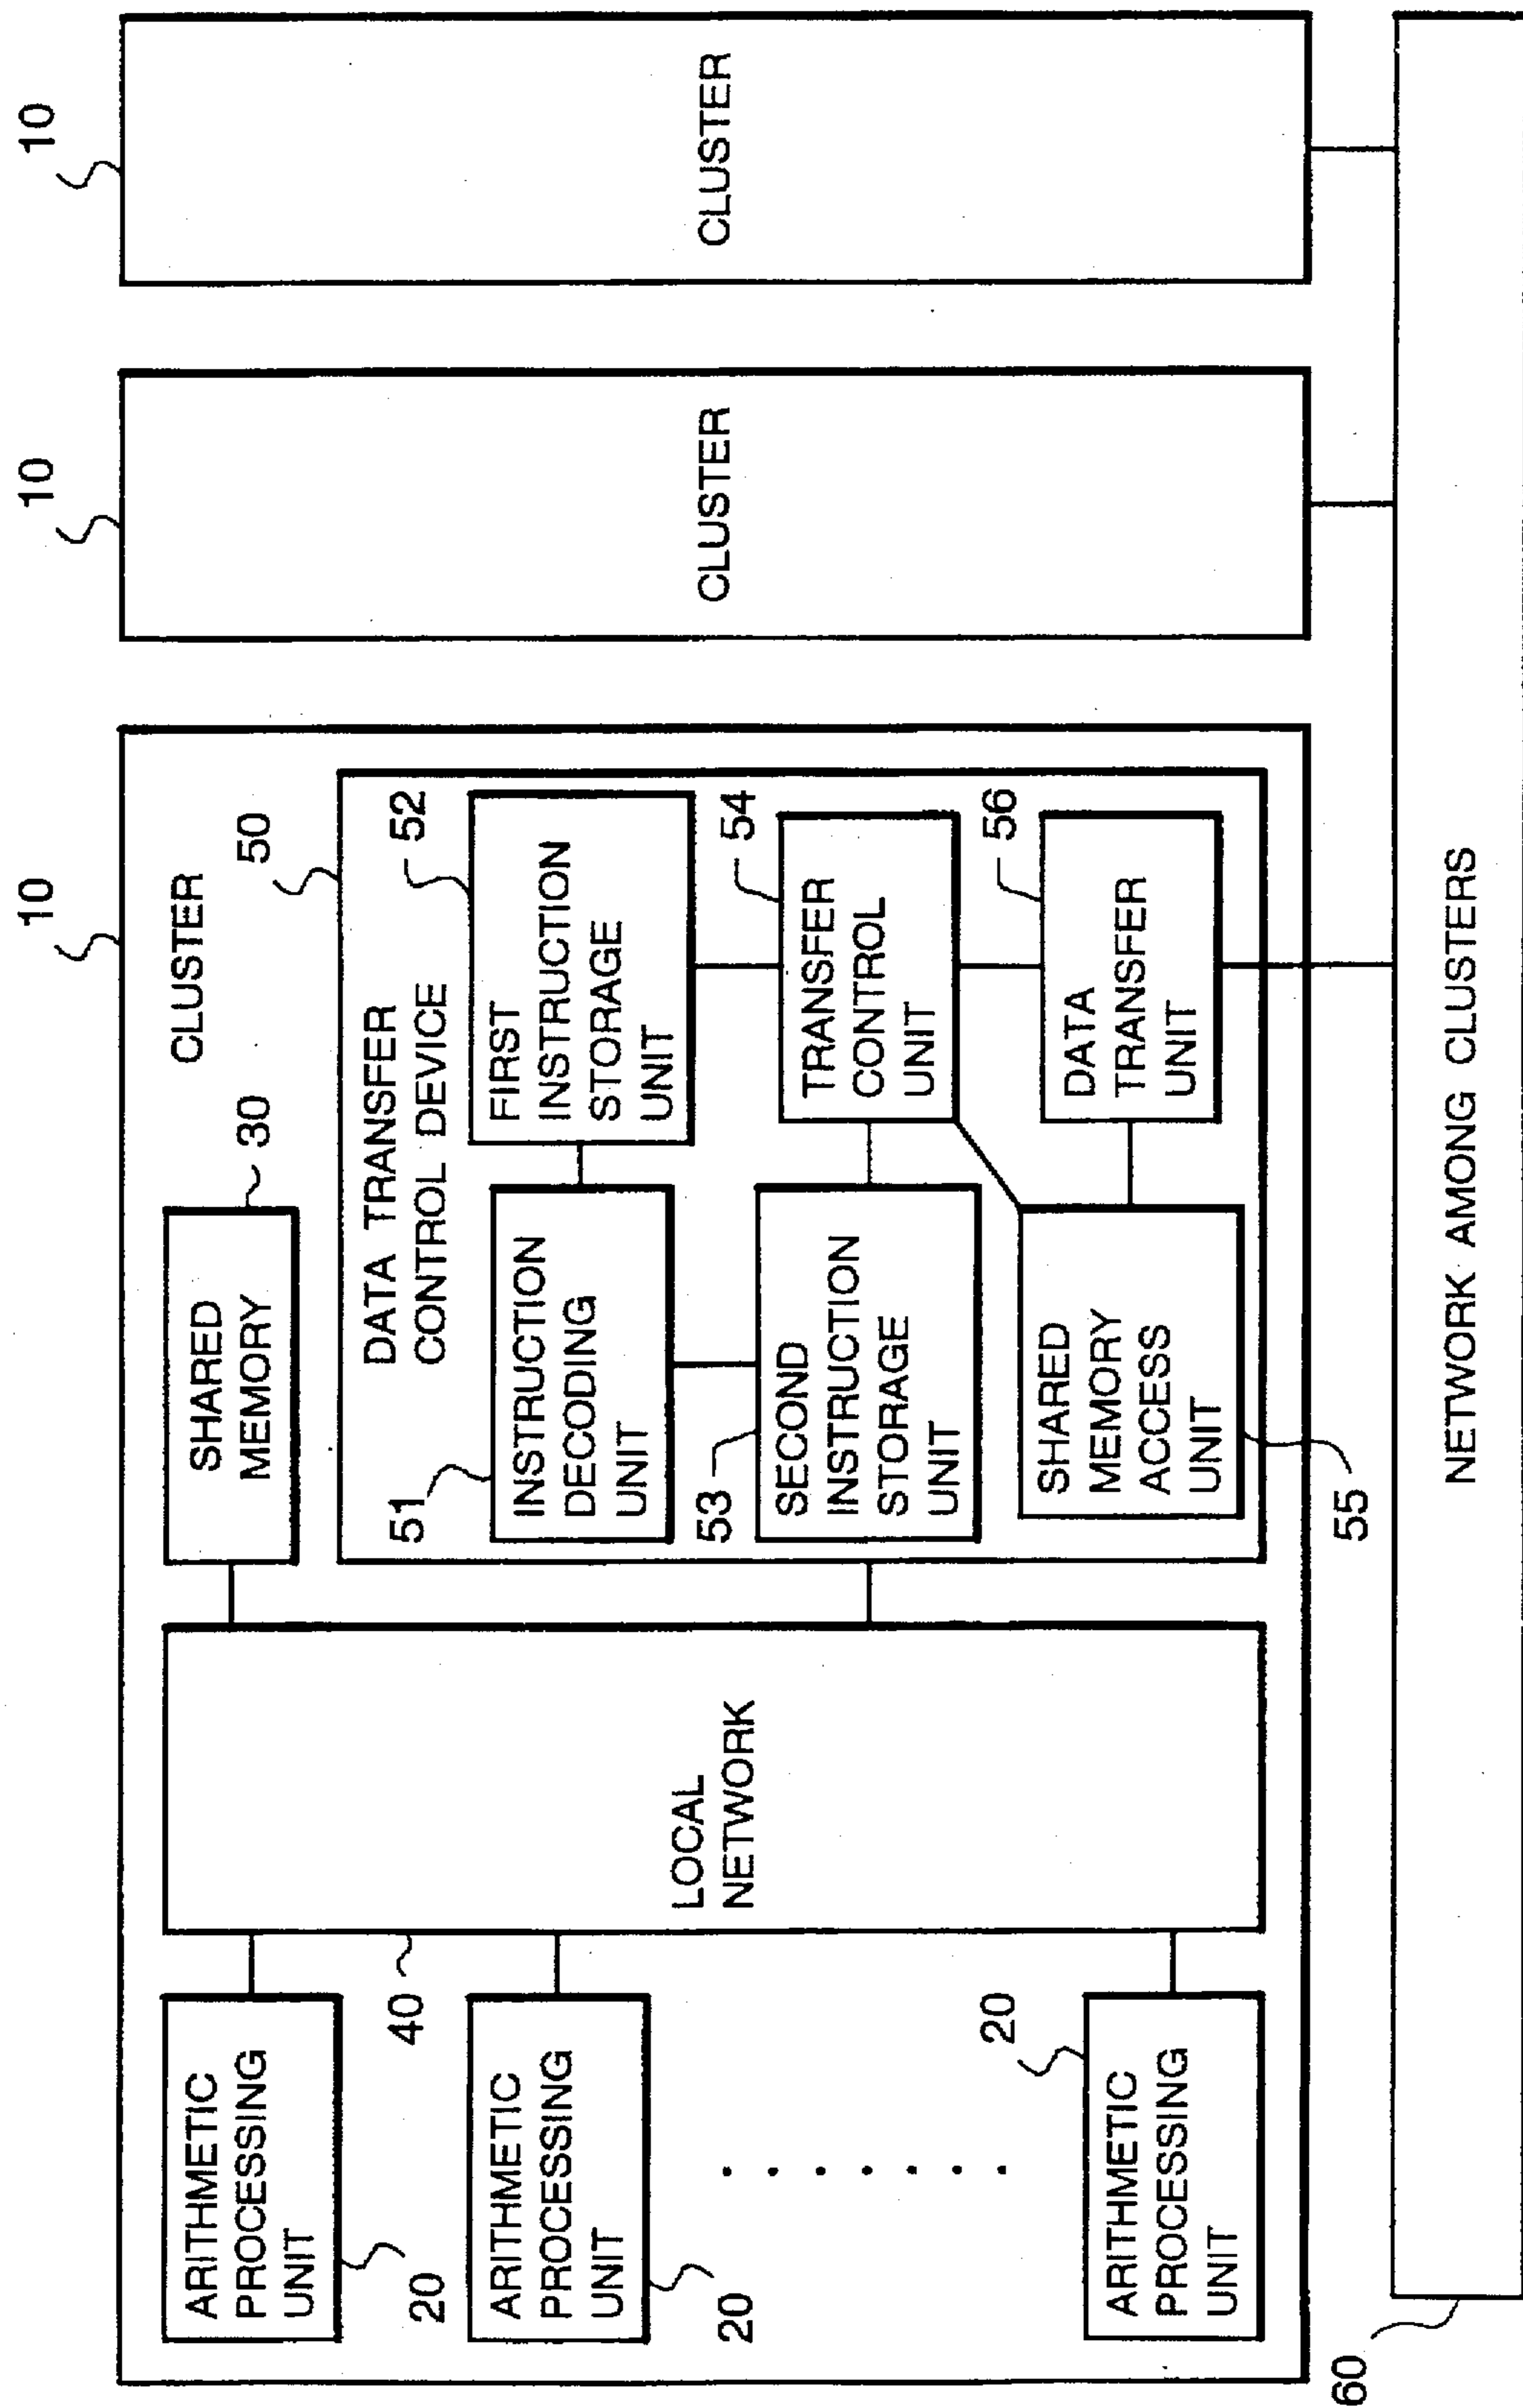 10
10
10
CLUSTER
CLUSTER
CLUSTER
SHARED
MEMORY
30
50
DATA TRANSFER
CONTROL DEVICE
51
INSTRUCTION
DECODING
UNIT
52
FIRST
INSTRUCTION
STORAGE
UNIT
53
SECOND
INSTRUCTION
STORAGE
UNIT
54
TRANSFER
CONTROL
UNIT
SHARED
MEMORY
ACCESS
UNIT
55
56
DATA
TRANSFER
UNIT
LOCAL
NETWORK
40
ARITHMETIC
PROCESSING
UNIT
20
ARITHMETIC
PROCESSING
UNIT
20
. . . . . . .
20
ARITHMETIC
PROCESSING
UNIT
60
NETWORK AMONG CLUSTERS